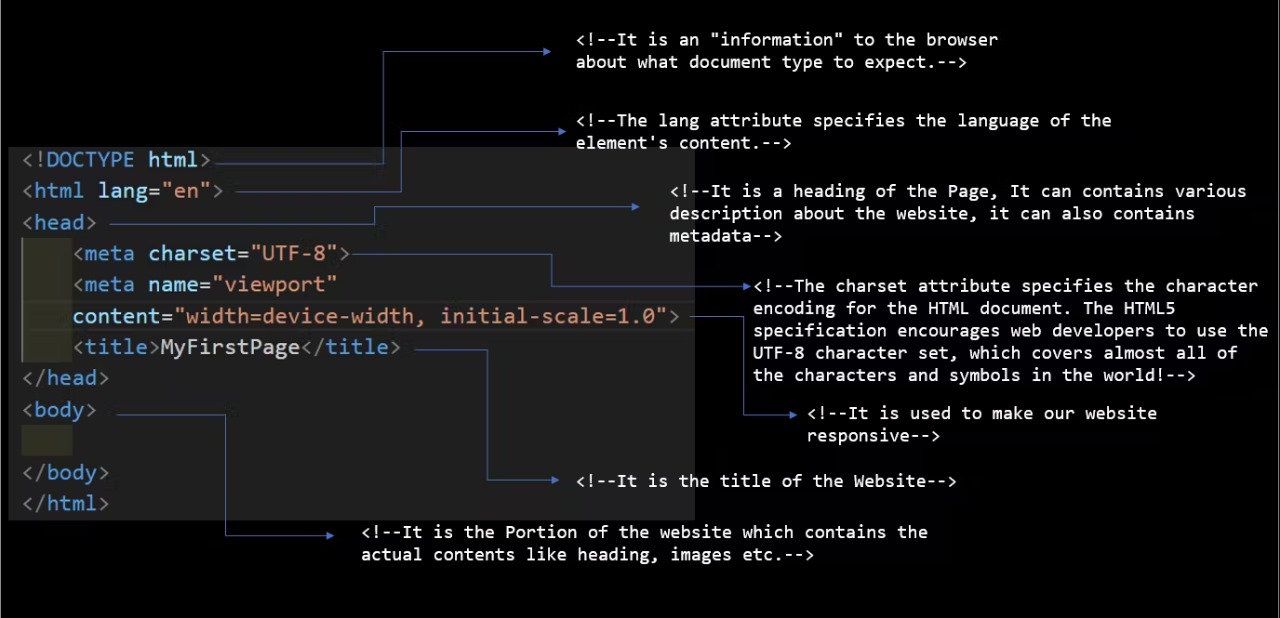 <!--It is an "information" to the browser
about what document type to expect.-->
<!--The lang attribute specifies the language of the
element's content.-->
<!DOCTYPE html>
<html lang="en">
<head>
<meta charset="UTF-8">
<meta name="viewport"
content="width=device-width, initial-scale=1.0">
<title>MyFirstPage</title>
</head>
<body>
</body>
</html>
<!--It is a heading of the Page, It can contains various
description about the website, it can also contains
metadata-->
<!--The charset attribute specifies the character
encoding for the HTML document. The HTML5
specification encourages web developers to use the
UTF-8 character set, which covers almost all of
the characters and symbols in the world!-->
<!--It is used to make our website
responsive-->
<!--It is the title of the Website-->
<!--It is the Portion of the website which contains the
actual contents like heading, images etc.-->